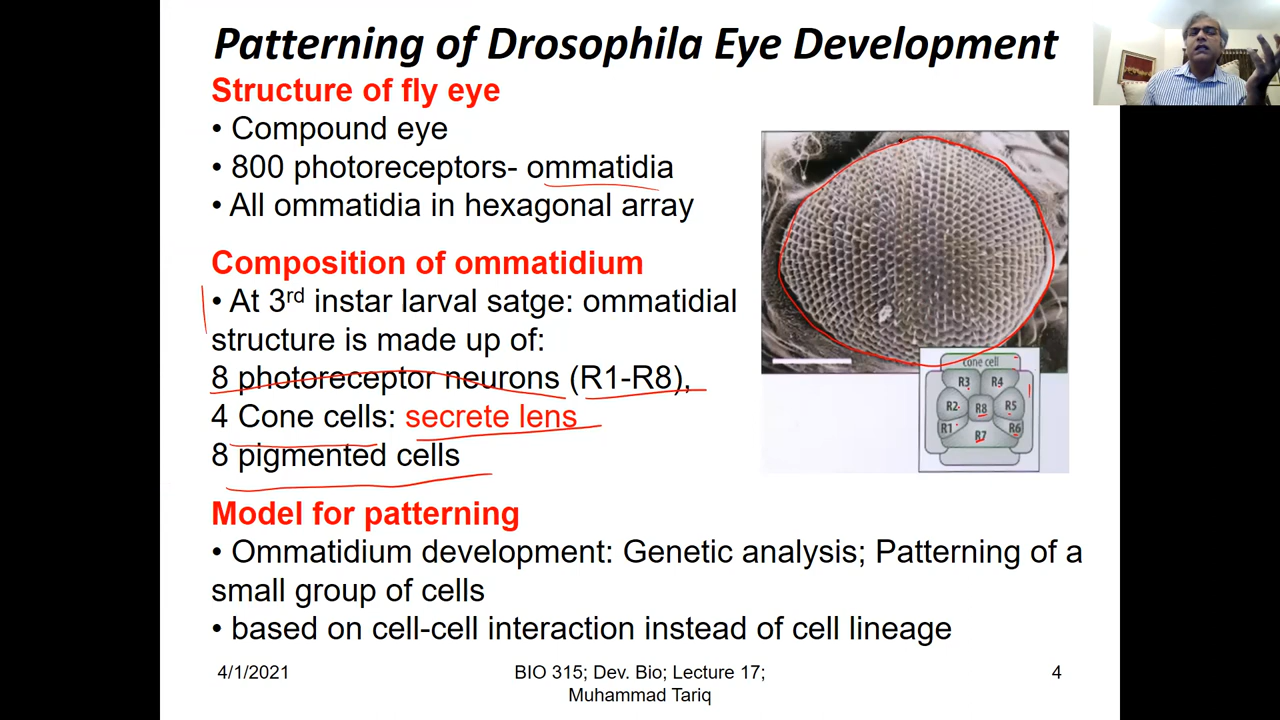 Patterning of Drosophila Eye Development
Structure of fly eye
• Compound eye
• 800 photoreceptors- ommatidia
• All ommatidia in hexagonal array
Composition of ommatidium
• At 3rd instar larval satge: ommatidial
structure is made up of:
8 photoreceptor neurons (R1-R8),
4 Cone cells: secrete lens
8 pigmented cells
cone cell
R3 R4
R2 R8 R5
R1 R7 R6
Model for patterning
• Ommatidium development: Genetic analysis; Patterning of a
small group of cells
• based on cell-cell interaction instead of cell lineage
4/1/2021
BIO 315; Dev. Bio; Lecture 17;
Muhammad Tariq
4